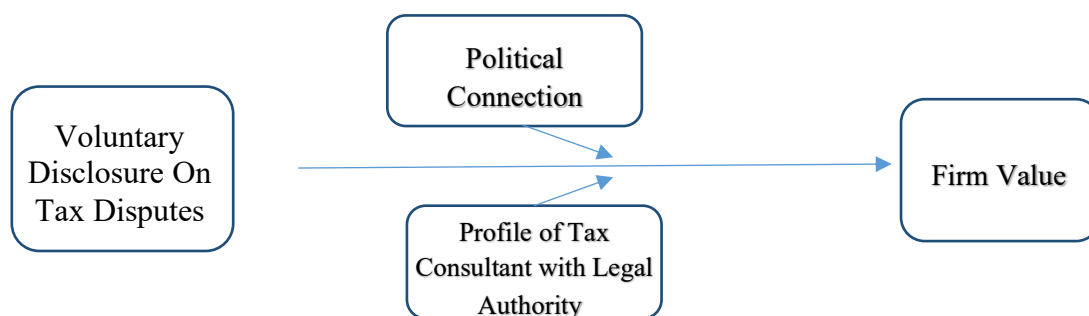 Political
Connection
Voluntary
Disclosure On
Tax Disputes
Firm Value
Profile of Tax
Consultant with Legal
Authority